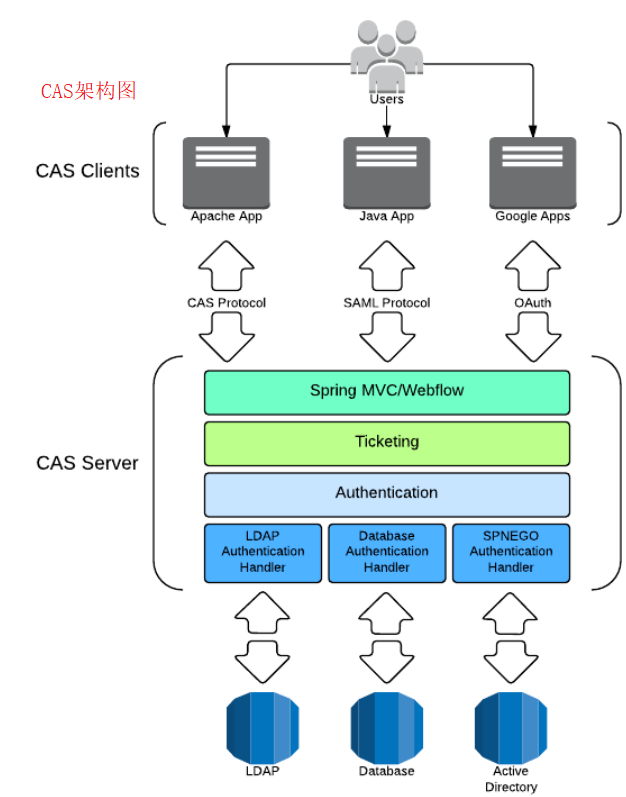 Users
CAS架构图
CAS Clients
Apache App
Java App
Google Apps
CAS Protocol
SAML Protocol
OAuth
Spring MVC/Webflow
Ticketing
CAS Server
Authentication
LDAP
Authentication
Handler
Database
Authentication
Handler
SPNEGO
Authentication
Handler
LDAP
Database
Active
Directory